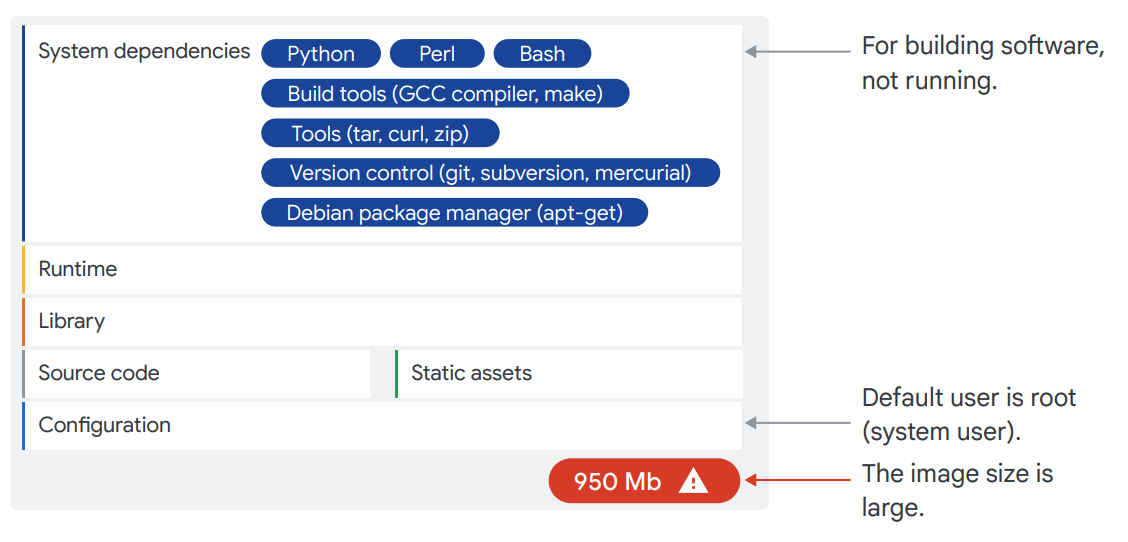 System dependencies Python Perl Bash
Build tools (GCC compiler, make)
Tools (tar, curl, zip)
Version control (git, subversion, mercurial)
Debian package manager (apt-get)
For building software,
not running.
Runtime
Library
Source code Static assets
Configuration
Default user is root
(system user).
950 Mb
The image size is
large.